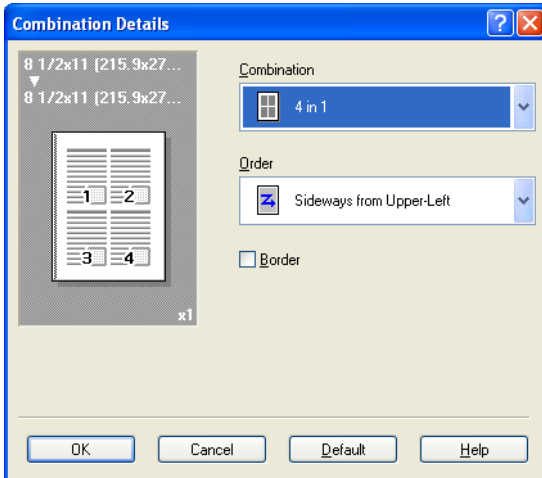 Combination Details
8 1/2x11 (215.9x27...
8 1/2x11 (215.9x27...
1 2
3 4
x1
Combination
4 in 1
Order
Sideways from Upper-Left
Border
OK Cancel Default Help